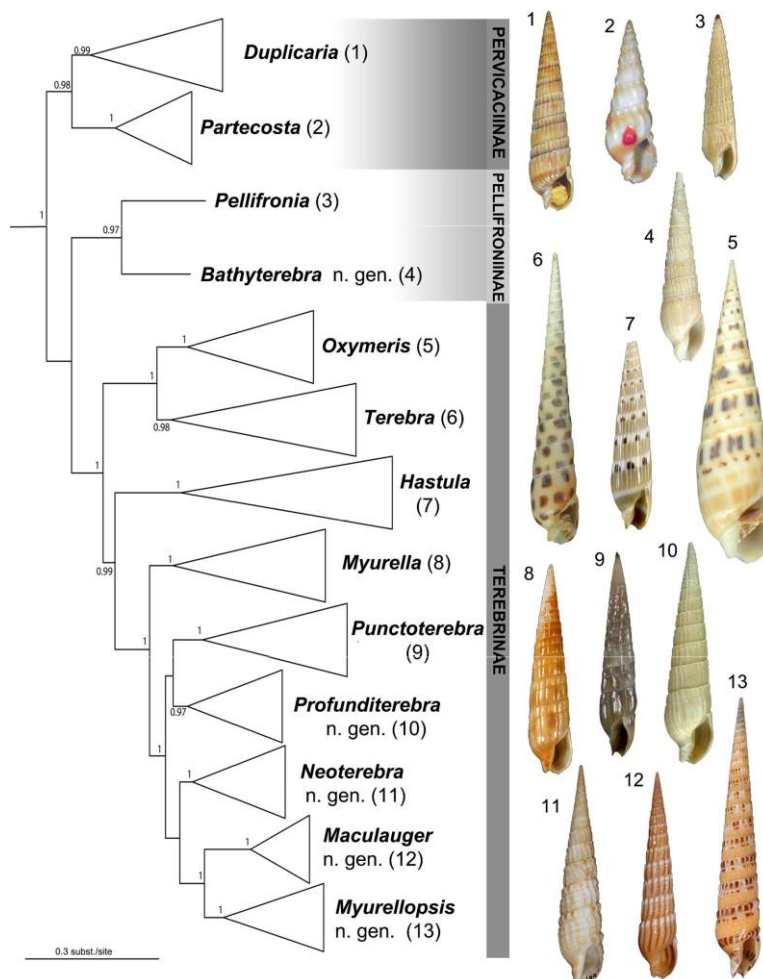 0.99
Duplicaria (1)
0.98
1
Partecosta (2)
PERVICACIINAE
1
Pellifronia (3)
0.97
Bathyterebra n. gen. (4)
PELLIFRONIINAE
1
Oxymeris (5)
1
0.98
Terebra (6)
1
1
Hastula
(7)
0.99
1
Myurella (8)
1
1
Punctoterebra
(9)
0.97
Profunditerebra
n. gen. (10)
1
1
Neoterebra
n. gen. (11)
1
Maculauger
n. gen. (12)
1
1
Myurellopsis
n. gen. (13)
TEREBRINAE
0.3 subst./site
1
2
3
4
5
6
7
8
9
10
13
11
12